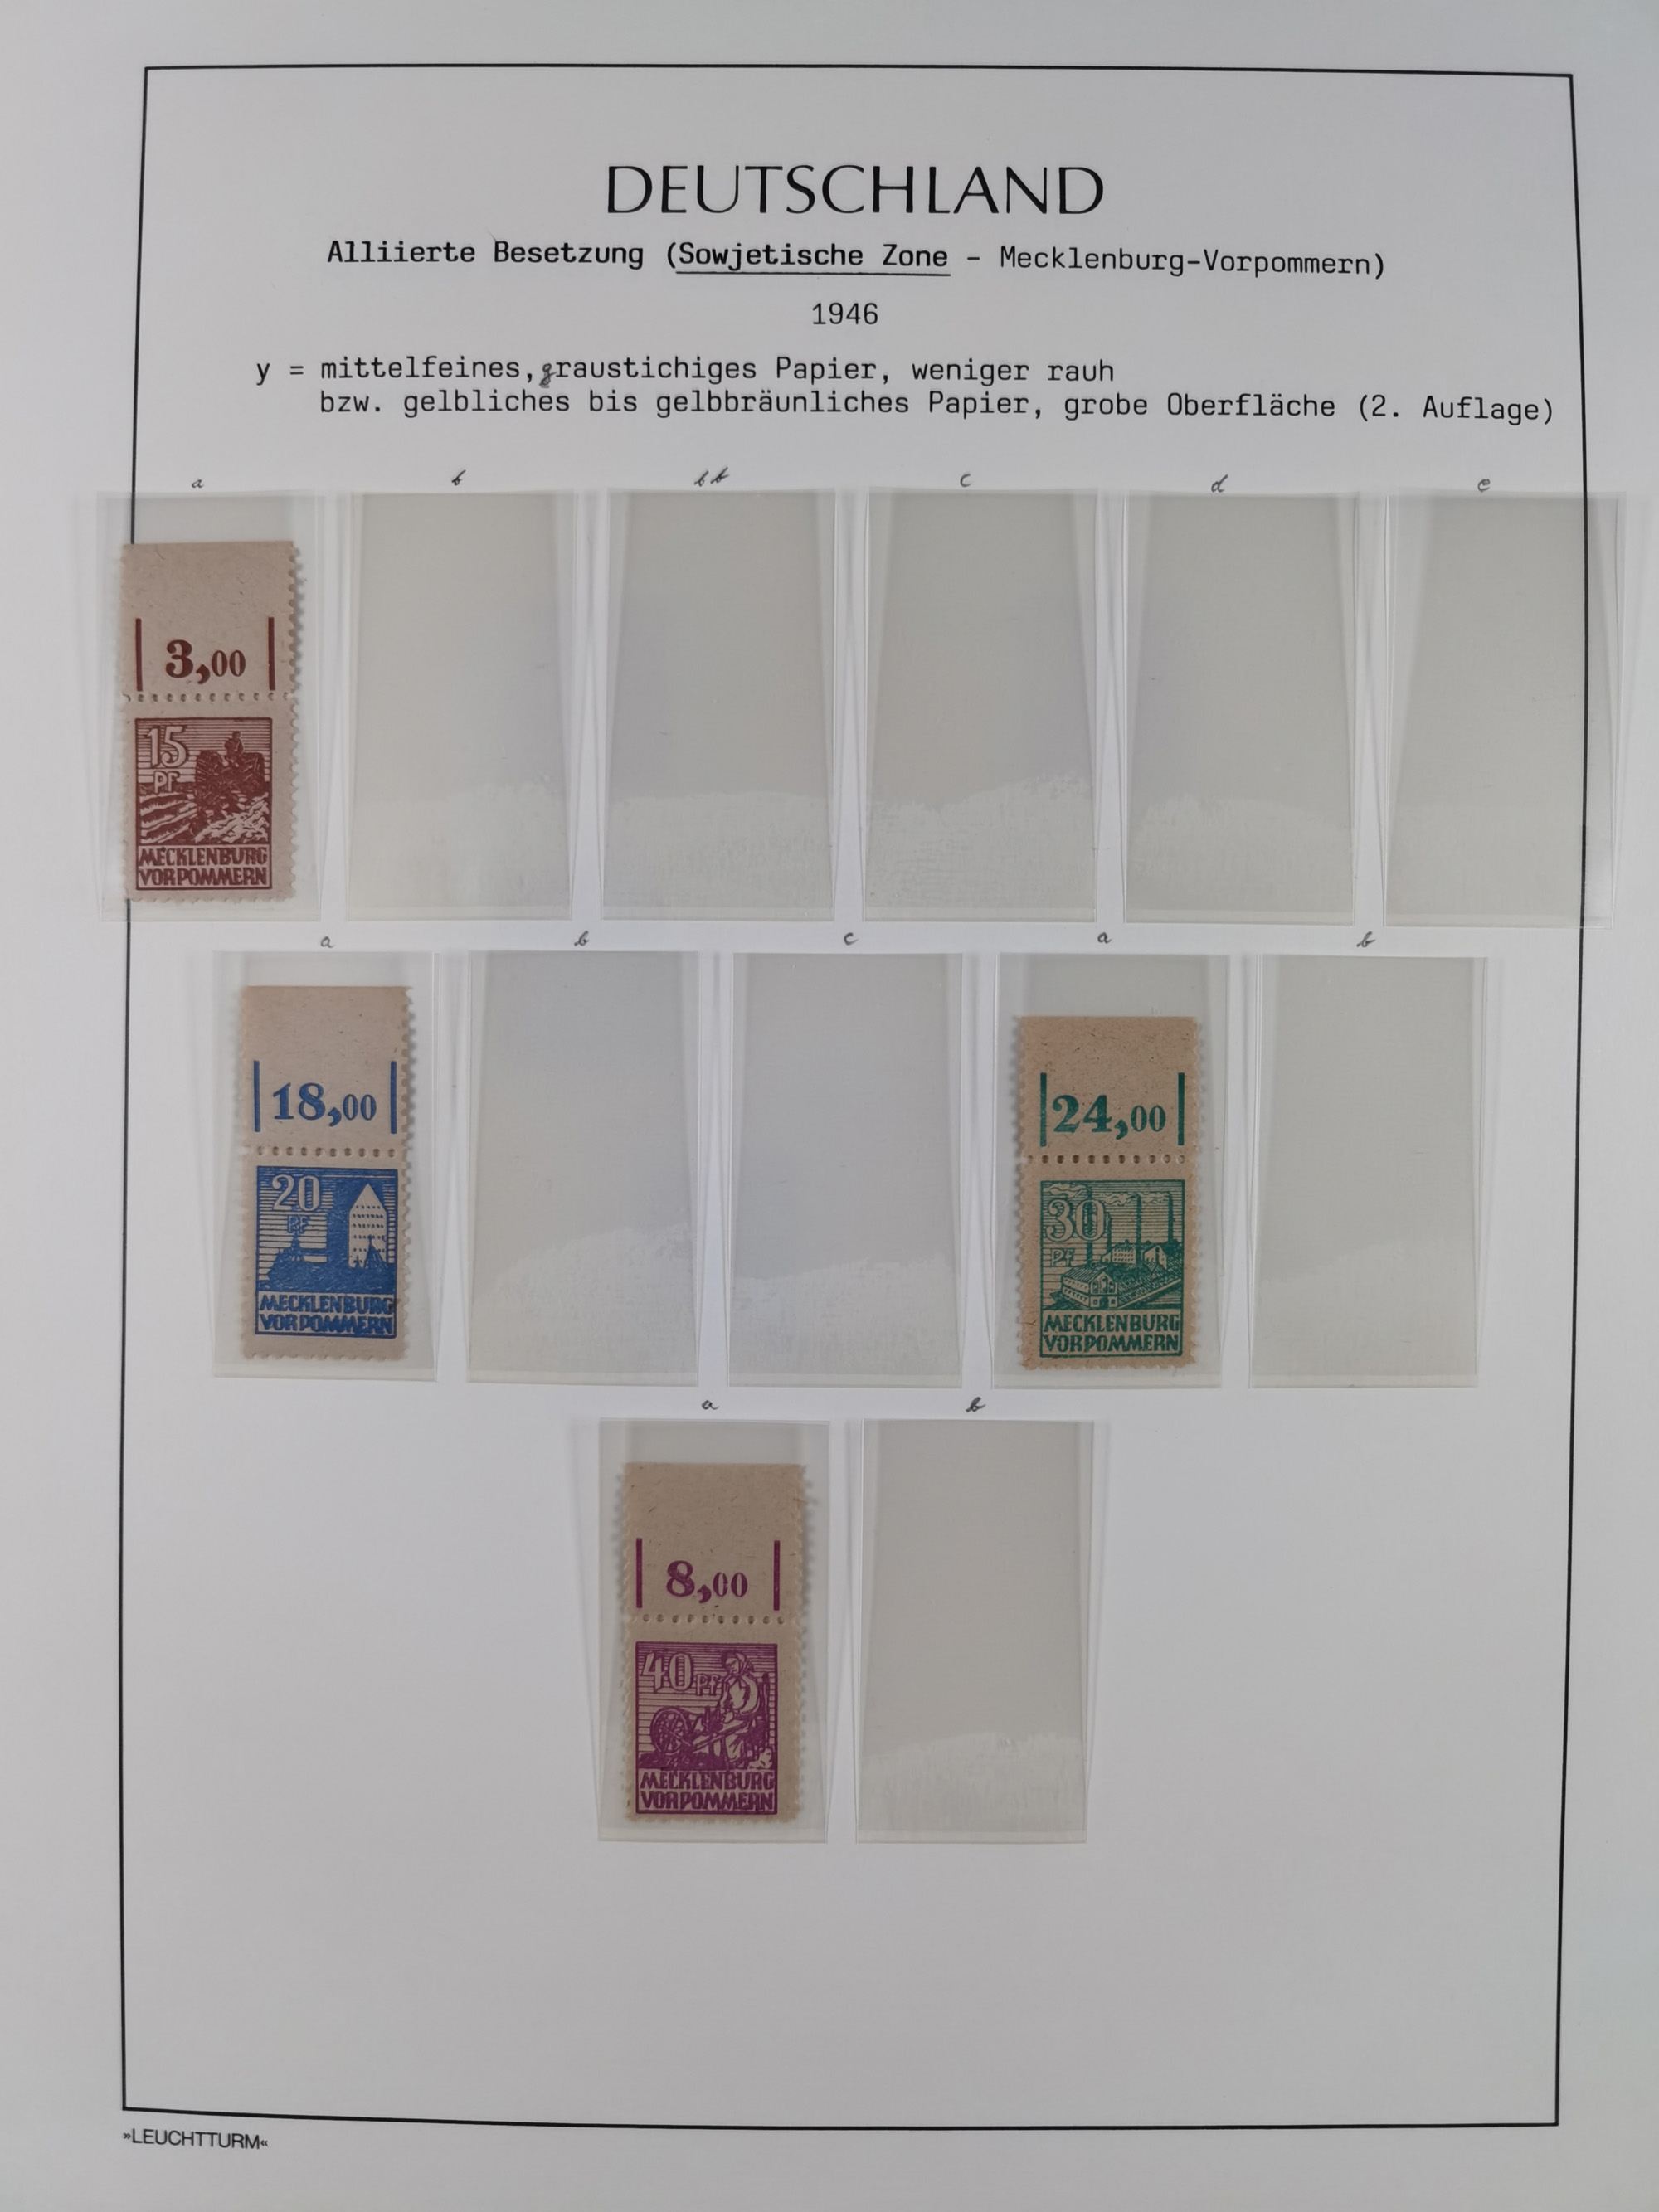 DEUTSCHLAND
Alliierte Besetzung (Sowjetische Zone - Mecklenburg-Vorpommern)
1946
y = mittelfeines, graustichiges Papier, weniger rauh
bzw. gelbliches bis gelbbräunliches Papier, grobe Oberfläche (2. Auflage)
a b bb c d e
3,00
15
PF
MECKLENBURG
VORPOMMERN
a b c a b
18,00
20
PF
MECKLENBURG
VORPOMMERN
24,00
30
PF
MECKLENBURG
VORPOMMERN
a b
8,00
40 PF
MECKLENBURG
VORPOMMERN
»LEUCHTTURM«